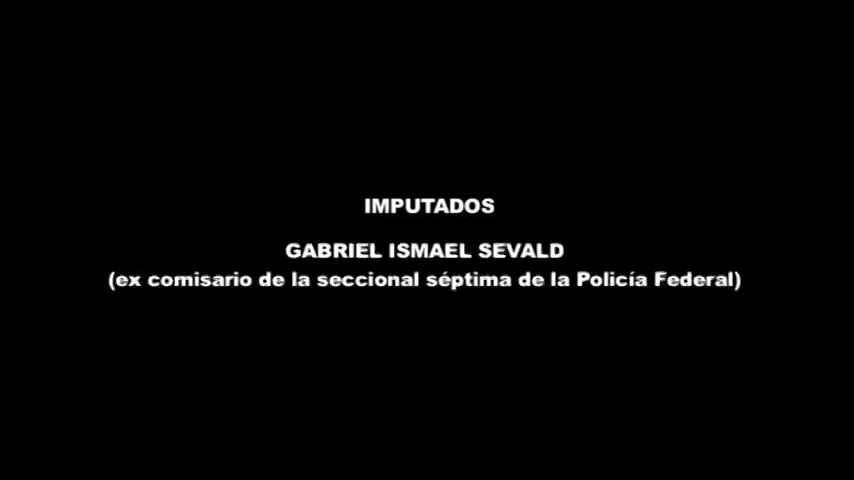 IMPUTADOS
GABRIEL ISMAEL SEVALD
(ex comisario de la seccional séptima de la Policía Federal)